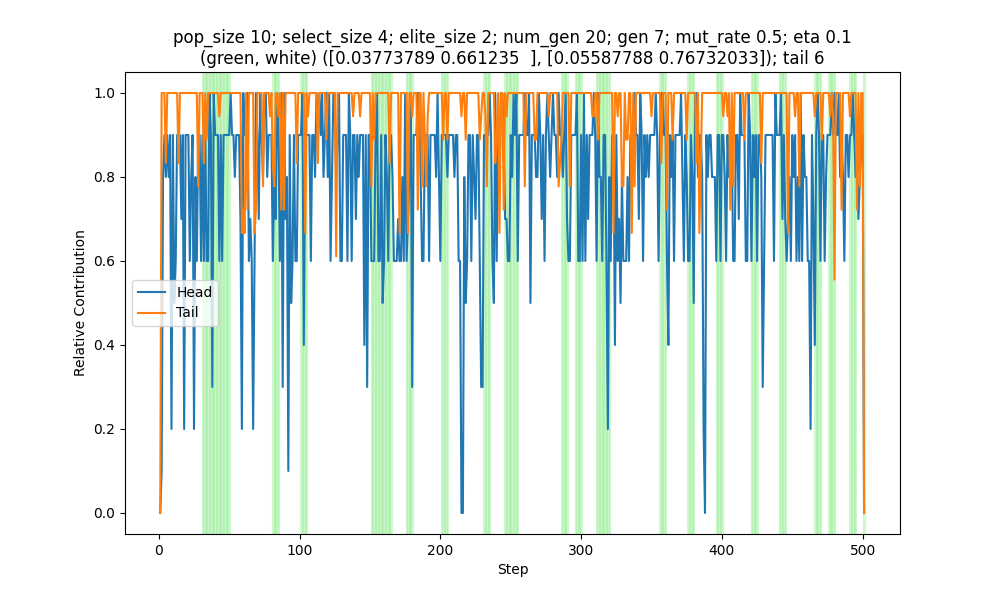 pop_size 10; select_size 4; elite_size 2; num_gen 20; gen 7; mut_rate 0.5; eta 0.1
(green, white) ([0.03773789 0.661235  ], [0.05587788 0.76732033]); tail 6
Relative Contribution
1.0
0.8
0.6
0.4
0.2
0.0
Head
Tail
0 100 200 300 400 500
Step